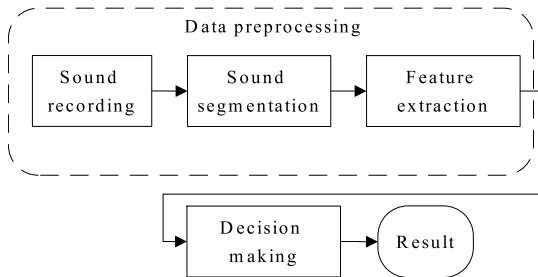 Data preprocessing
Sound
recording
Sound
segmentation
Feature
extraction
Decision
making
Result